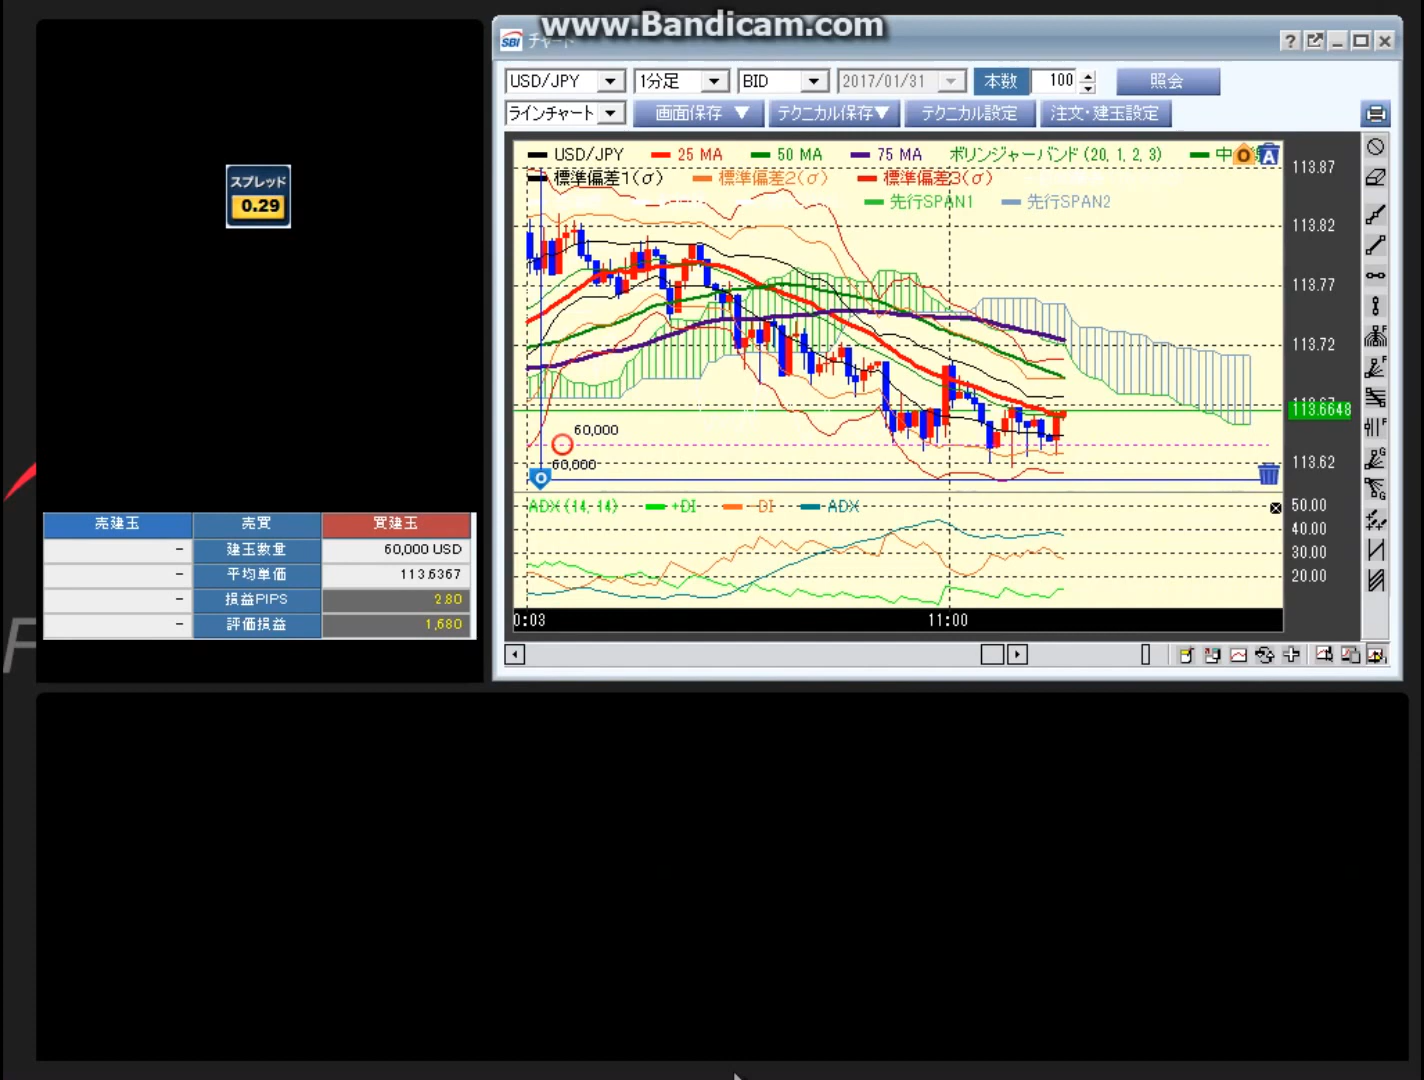 www.Bandicam.com
SBI チャート
USD/JPY 1分足 BID 2017/01/31 本数 100 照会
ラインチャート 画面保存 ▼ テクニカル保存▼ テクニカル設定 注文・建玉設定
USD/JPY 25 MA 50 MA 75 MA ボリンジャーバンド (20, 1, 2, 3) 中 O A
標準偏差1(σ) 標準偏差2(σ) 標準偏差3(σ)
先行SPAN1 先行SPAN2
113.87
113.82
113.77
113.72
113.67
113.6648
113.62
60,000
60,000
O
ADX (14, 14) +DI -DI ADX
50.00
40.00
30.00
20.00
0:03 11:00
スプレッド
0.29
売建玉 売買 買建玉
- 建玉数量 60,000 USD
- 平均単価 113.6367
- 損益PIPS 2.80
- 評価損益 1,680
F